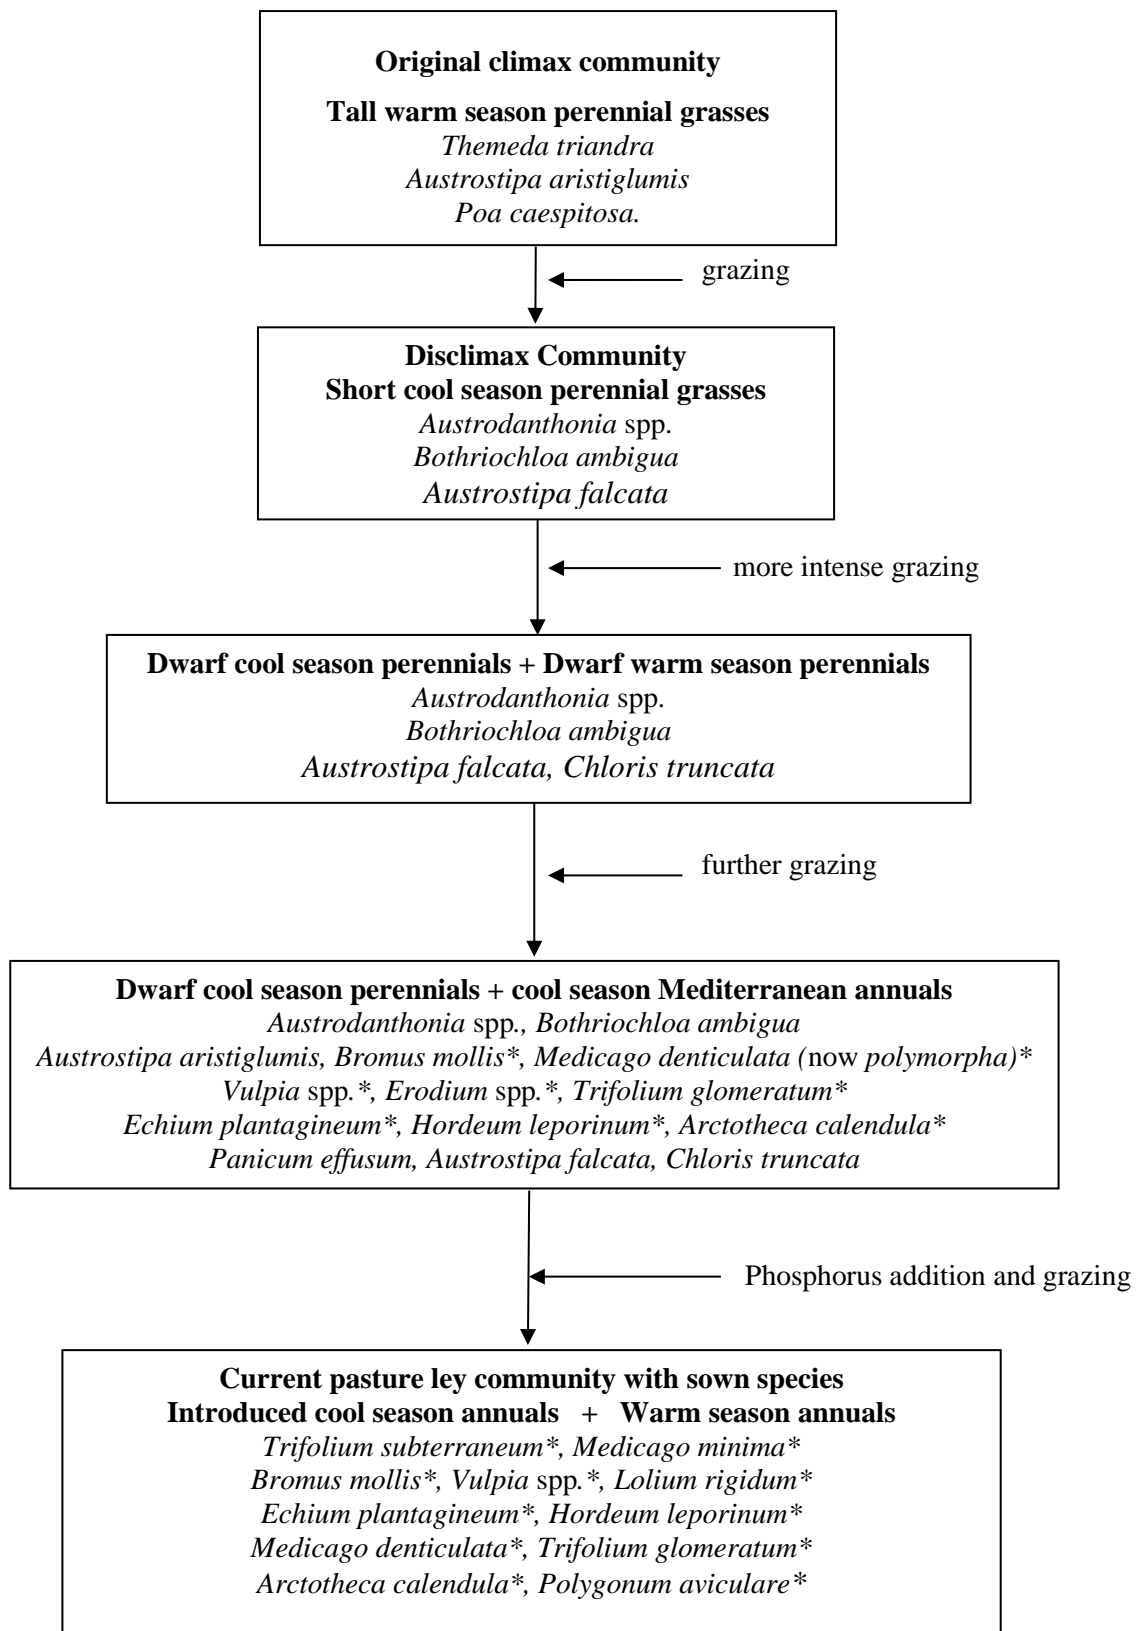 Original climax community
Tall warm season perennial grasses
Themeda triandra
Austrostipa aristiglumis
Poa caespitosa.
grazing
Disclimax Community
Short cool season perennial grasses
Austrodanthonia spp.
Bothriochloa ambigua
Austrostipa falcata
more intense grazing
Dwarf cool season perennials + Dwarf warm season perennials
Austrodanthonia spp.
Bothriochloa ambigua
Austrostipa falcata, Chloris truncata
further grazing
Dwarf cool season perennials + cool season Mediterranean annuals
Austrodanthonia spp., Bothriochloa ambigua
Austrostipa aristiglumis, Bromus mollis*, Medicago denticulata (now polymorpha)*
Vulpia spp.*, Erodium spp.*, Trifolium glomeratum*
Echium plantagineum*, Hordeum leporinum*, Arctotheca calendula*
Panicum effusum, Austrostipa falcata, Chloris truncata
Phosphorus addition and grazing
Current pasture ley community with sown species
Introduced cool season annuals + Warm season annuals
Trifolium subterraneum*, Medicago minima*
Bromus mollis*, Vulpia spp.*, Lolium rigidum*
Echium plantagineum*, Hordeum leporinum*
Medicago denticulata*, Trifolium glomeratum*
Arctotheca calendula*, Polygonum aviculare*